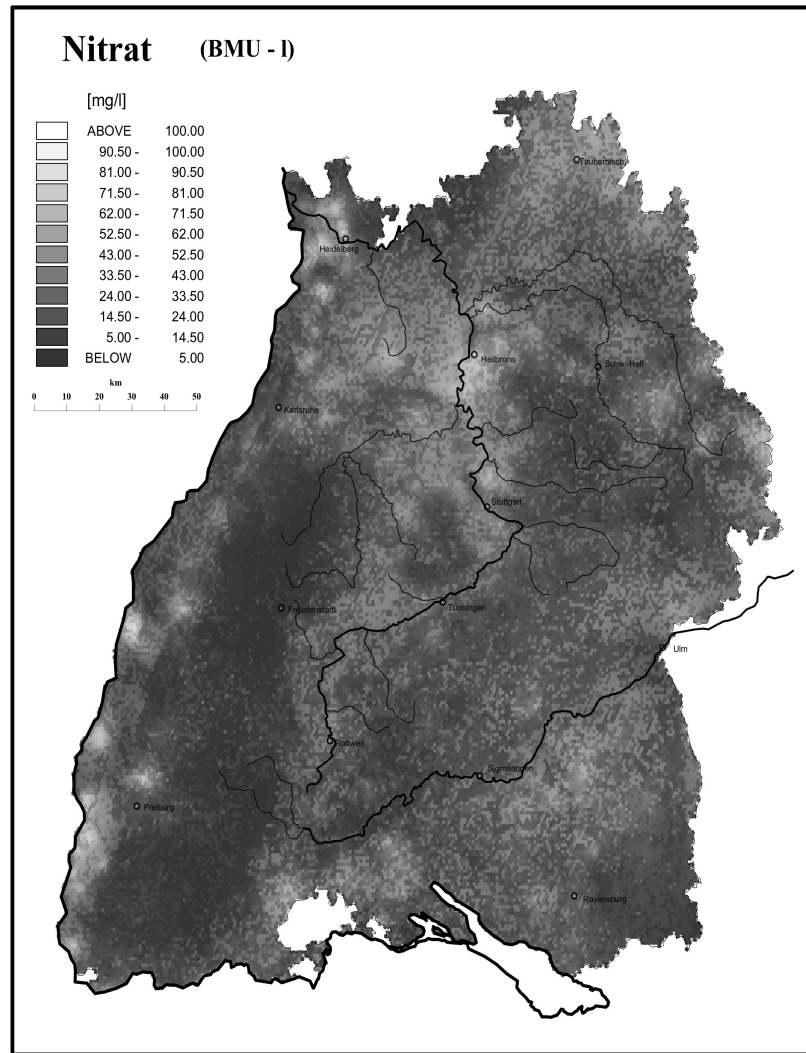 Nitrat (BMU - l)
[mg/l]
ABOVE 100.00
90.50 - 100.00
81.00 - 90.50
71.50 - 81.00
62.00 - 71.50
52.50 - 62.00
43.00 - 52.50
33.50 - 43.00
24.00 - 33.50
14.50 - 24.00
5.00 - 14.50
BELOW 5.00
km
0 10 20 30 40 50
Tauberbisch.
Heidelberg
Heilbronn
Schw.-Hall
Karlsruhe
Stuttgart
Freudenstadt
Tuebingen
Ulm
Rottweil
Sigmaringen
Freiburg
Ravensburg